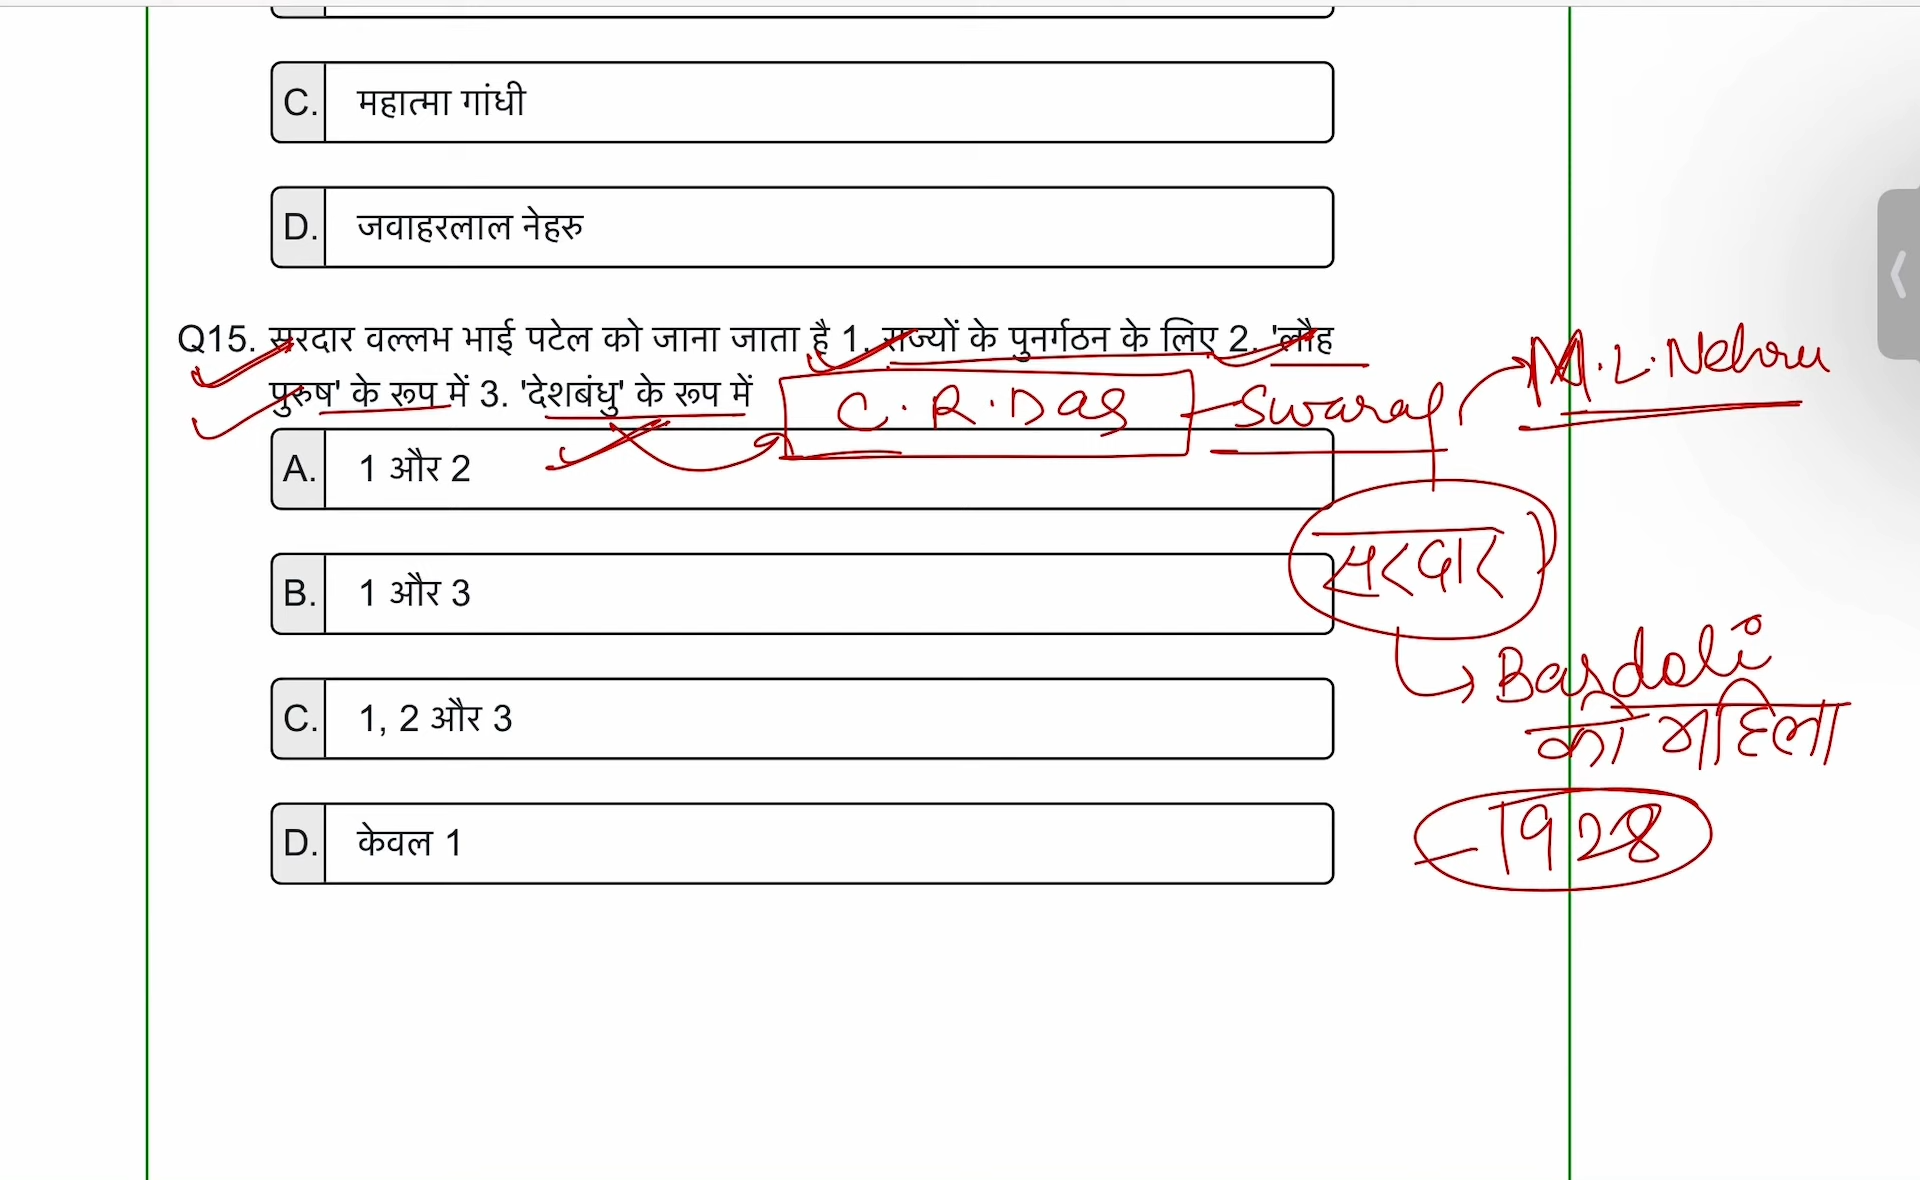 C. महात्मा गांधी
D. जवाहरलाल नेहरु
Q15. सरदार वल्लभ भाई पटेल को जाना जाता है 1. राज्यों के पुनर्गठन के लिए 2. 'लौह
पुरुष' के रूप में 3. 'देशबंधु' के रूप में
C.R.Das
Swaraj
M.L.Nehru
A. 1 और 2
सरदार
B. 1 और 3
Bardoli
की महिला
C. 1, 2 और 3
1928
D. केवल 1